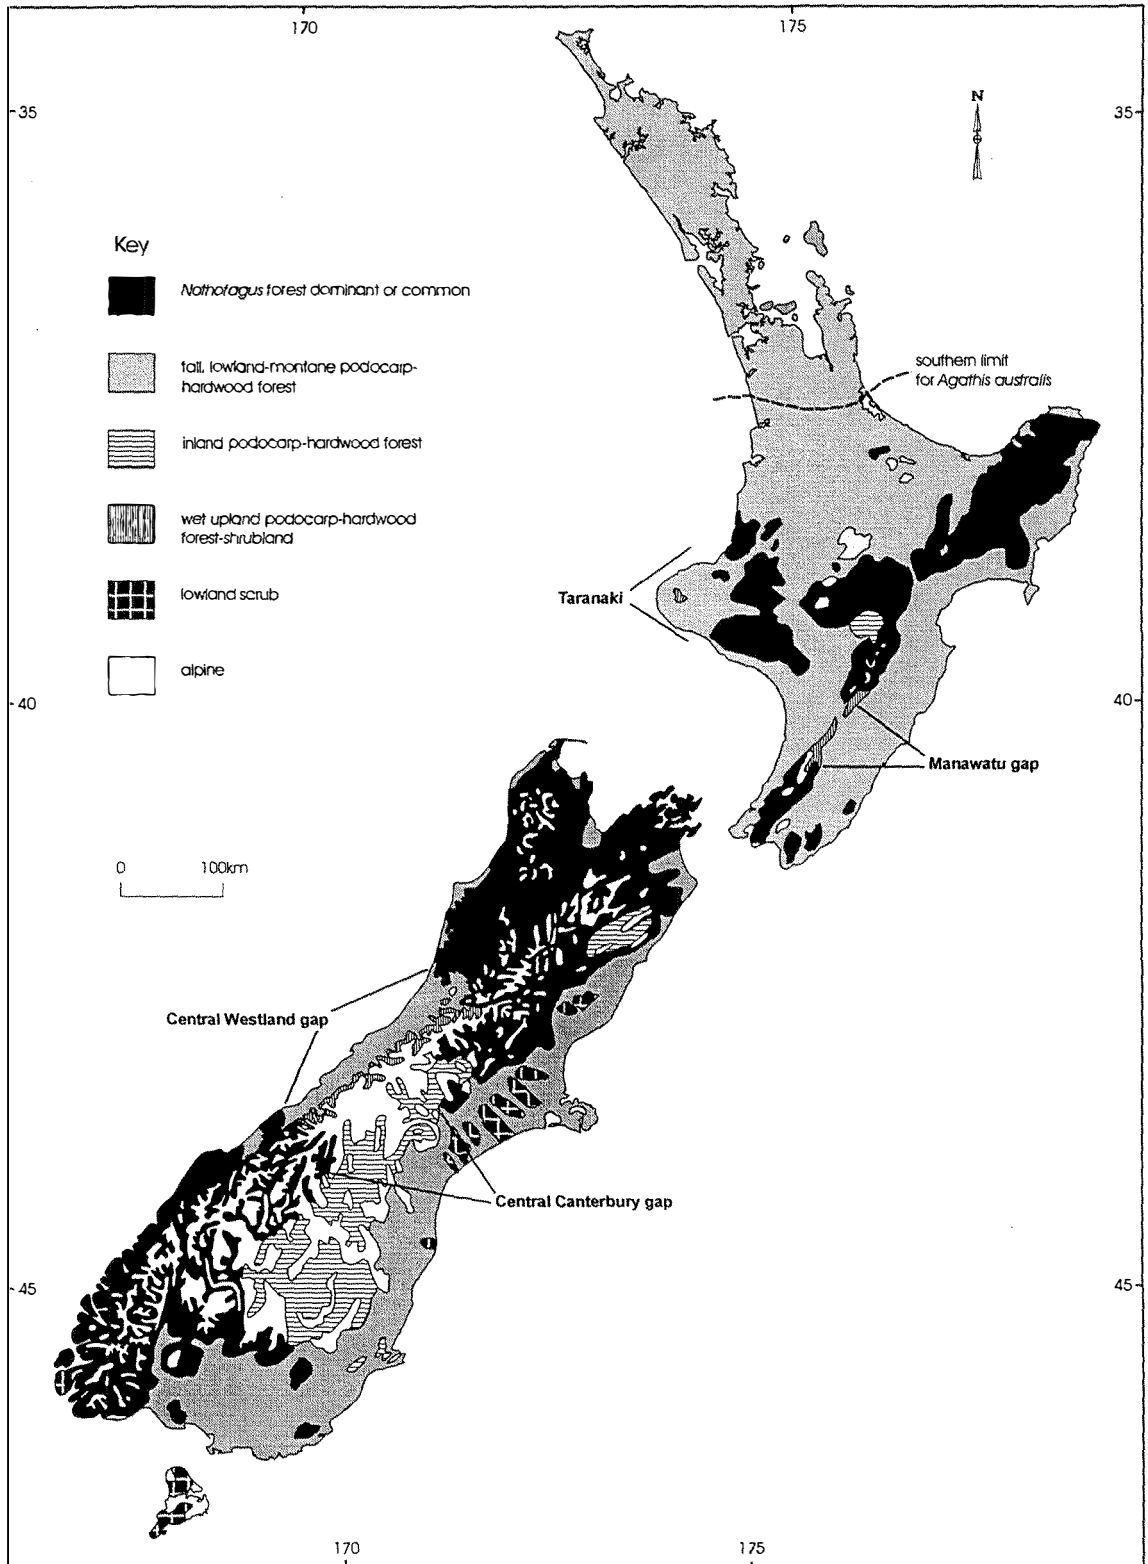 170
175
35
35
N
Key
Nothofagus forest dominant or common
tall, lowland-montane podocarp-
hardwood forest
southern limit
for Agathis australis
inland podocarp-hardwood forest
wet upland podocarp-hardwood
forest-shrubland
lowland scrub
Taranaki
alpine
40
40
Manawatu gap
0 100km
Central Westland gap
Central Canterbury gap
45
45
170
175